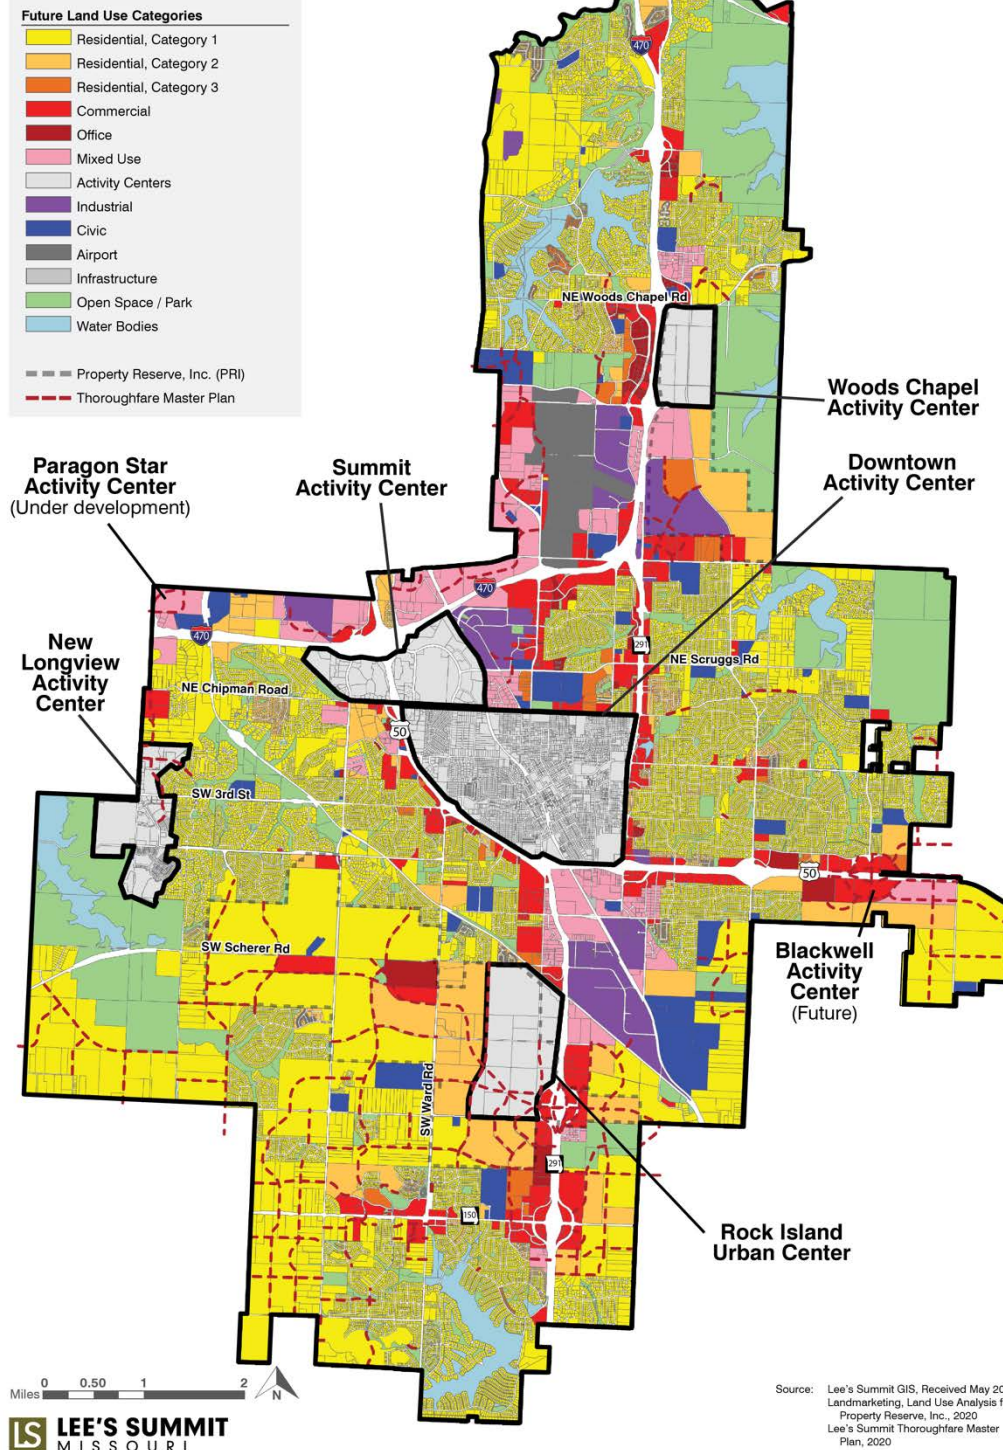 Future Land Use Categories
Residential, Category 1
Residential, Category 2
Residential, Category 3
Commercial
Office
Mixed Use
Activity Centers
Industrial
Civic
Airport
Infrastructure
Open Space / Park
Water Bodies
Property Reserve, Inc. (PRI)
Thoroughfare Master Plan
470
NE Woods Chapel Rd
Woods Chapel
Activity Center
Paragon Star
Activity Center
(Under development)
Summit
Activity Center
Downtown
Activity Center
470
470
291
NE Scruggs Rd
New
Longview
Activity
Center
NE Chipman Road
50
SW 3rd St
50
SW Scherer Rd
Blackwell
Activity
Center
(Future)
SW Ward Rd
291
150
Rock Island
Urban Center
Miles 0 0.50 1 2
N
LS LEE'S SUMMIT
MISSOURI
Source: Lee's Summit GIS, Received May 20
Landmarketing, Land Use Analysis f
Property Reserve, Inc., 2020
Lee's Summit Thoroughfare Master
Plan, 2020